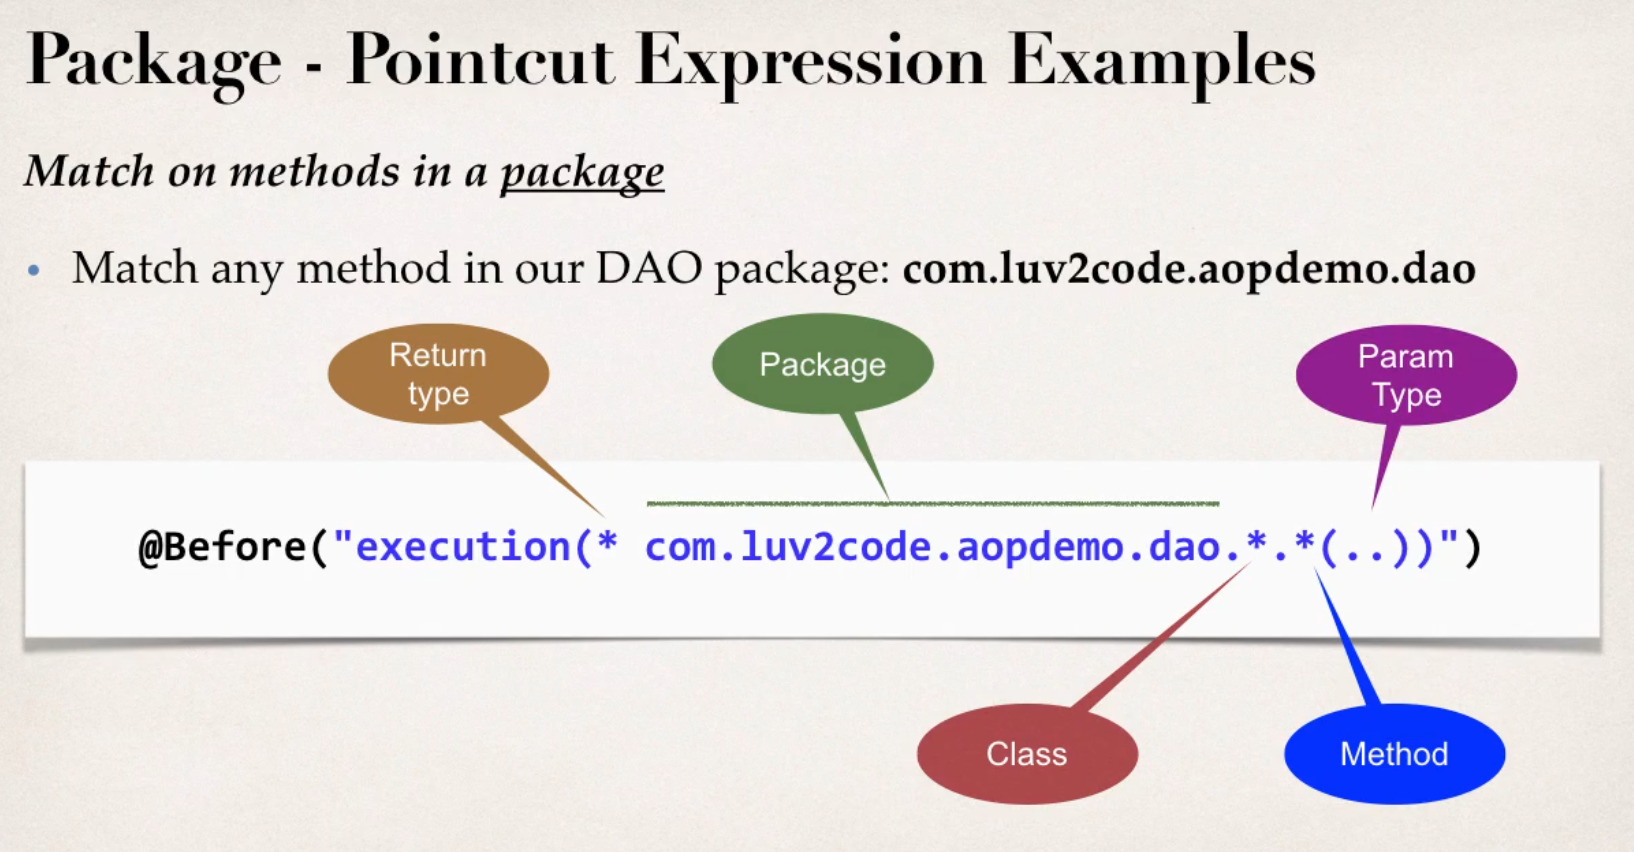 Package - Pointcut Expression Examples
Match on methods in a package
• Match any method in our DAO package: com.luv2code.aopdemo.dao
Return
type
Package
Param
Type
@Before("execution(* com.luv2code.aopdemo.dao.*.*(..))")
Class
Method